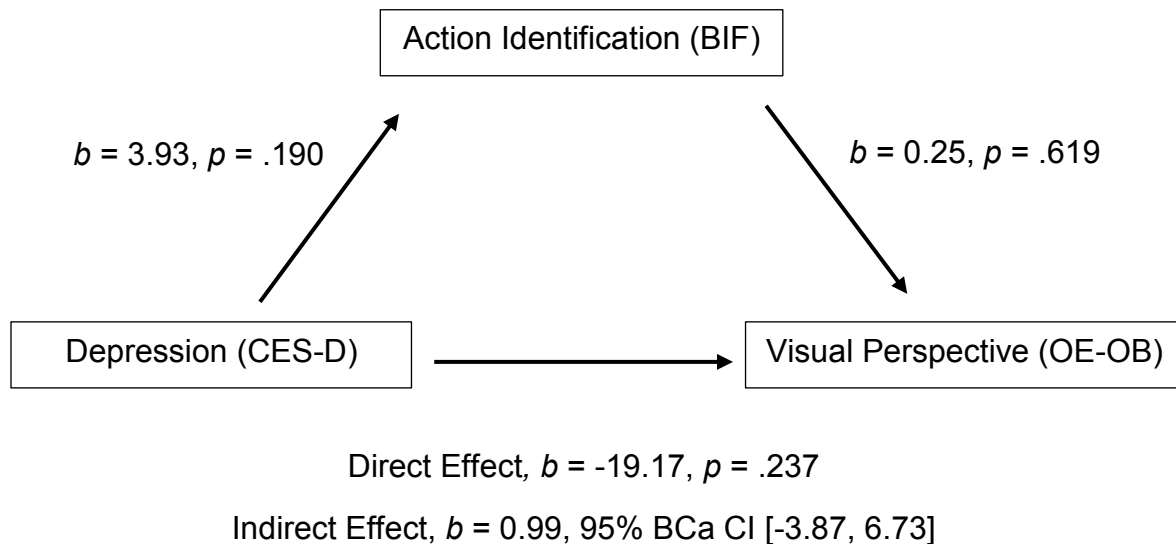 Action Identification (BIF)
b = 3.93, p = .190
b = 0.25, p = .619
Depression (CES-D)
Visual Perspective (OE-OB)
Direct Effect, b = -19.17, p = .237
Indirect Effect, b = 0.99, 95% BCa CI [-3.87, 6.73]